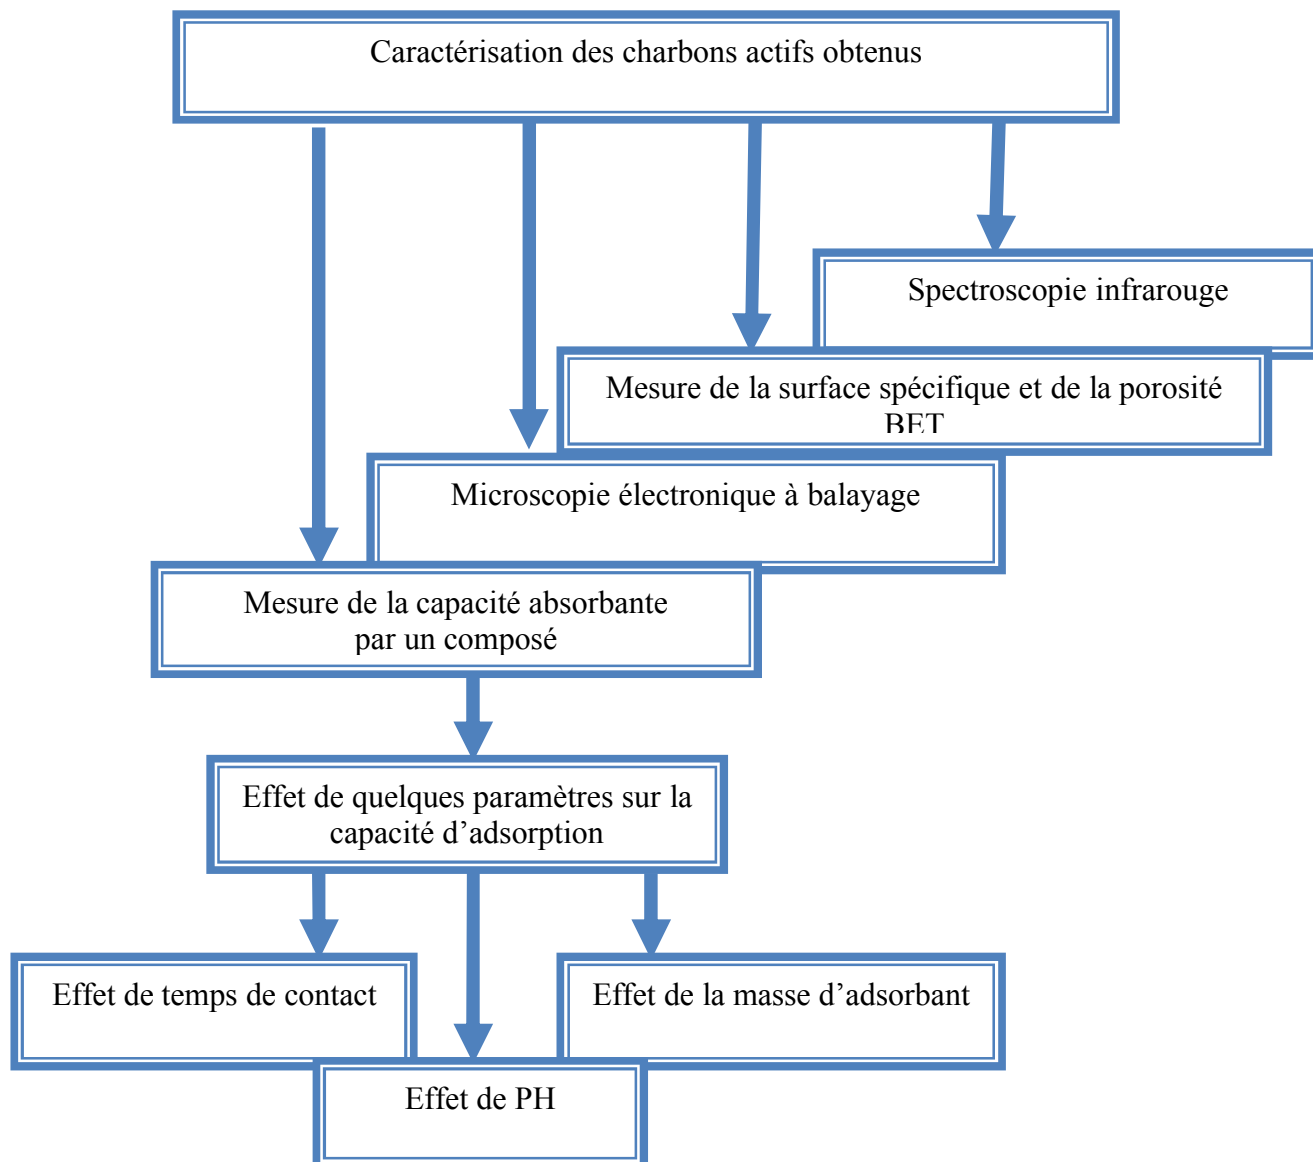 Caractérisation des charbons actifs obtenus
Spectroscopie infrarouge
Mesure de la surface spécifique et de la porosité
BET
Microscopie électronique à balayage
Mesure de la capacité absorbante
par un composé
Effet de quelques paramètres sur la
capacité d’adsorption
Effet de temps de contact
Effet de la masse d’adsorbant
Effet de PH